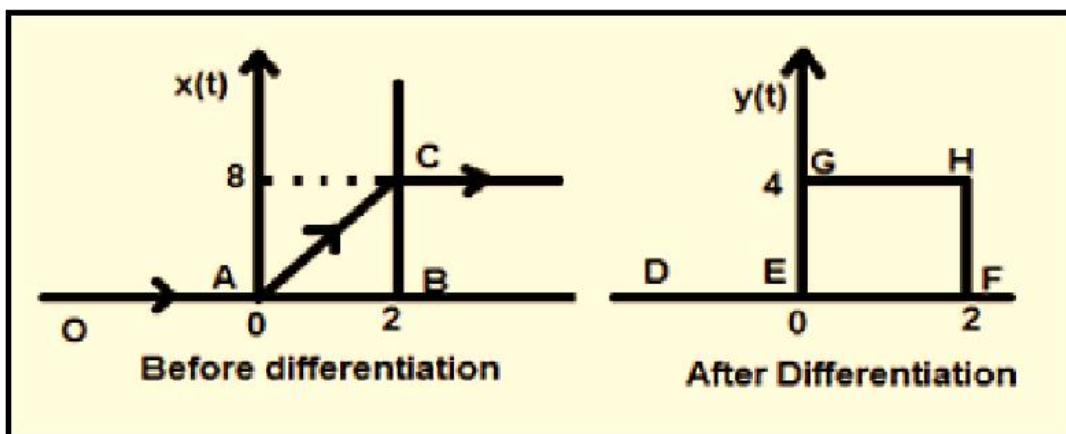 x(t)
8
C
A
B
O
0
2
Before differentiation
y(t)
G
H
4
D
E
F
0
2
After Differentiation